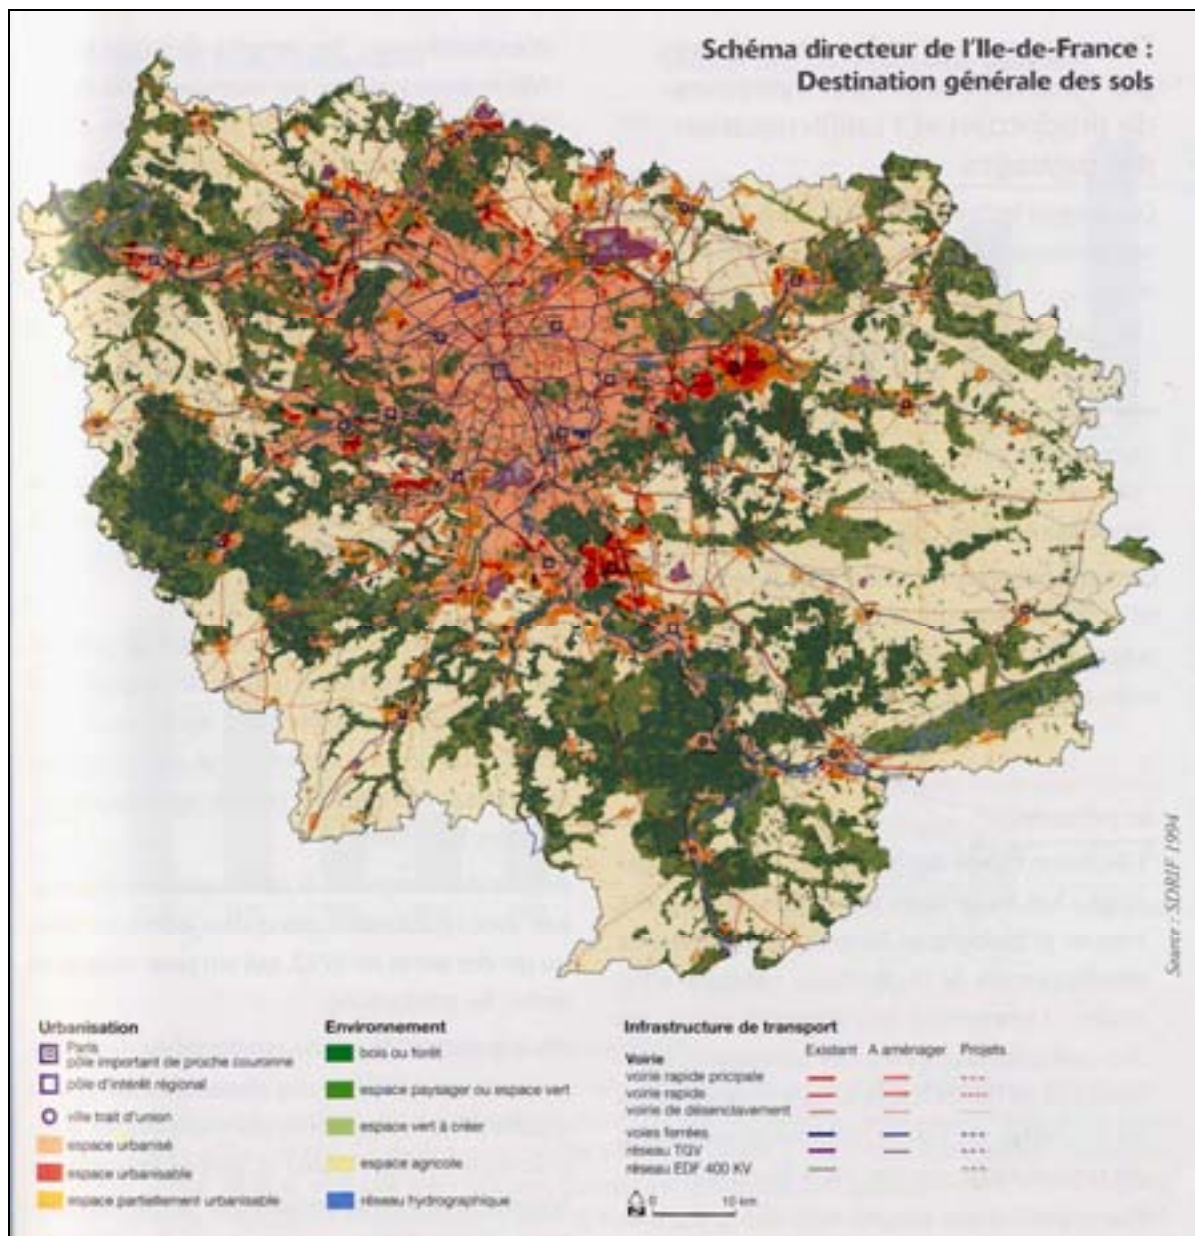 Schéma directeur de l'Ile-de-France :
Destination générale des sols
Source : SDRIF 1994
Urbanisation
Paris
pôle important de proche couronne
pôle d'intérêt régional
ville trait d'union
espace urbanisé
espace urbanisable
espace partiellement urbanisable
Environnement
bois ou forêt
espace paysager ou espace vert
espace vert à créer
espace agricole
réseau hydrographique
Infrastructure de transport
Existant A aménager Projets
Voirie
voirie rapide pricipale
voirie rapide
voirie de désenclavement
voies ferrées
réseau TGV
réseau EDF 400 KV
0 10 km